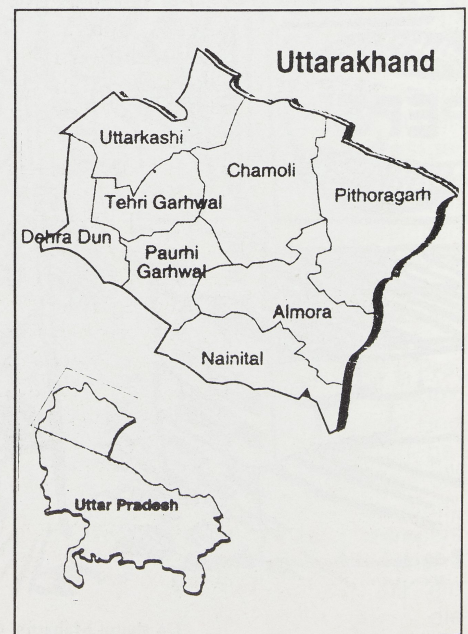 Uttarakhand
Uttarkashi
Chamoli
Tehri Garhwal
Pithoragarh
Dehra Dun
Paurhi
Garhwal
Almora
Nainital
Uttar Pradesh